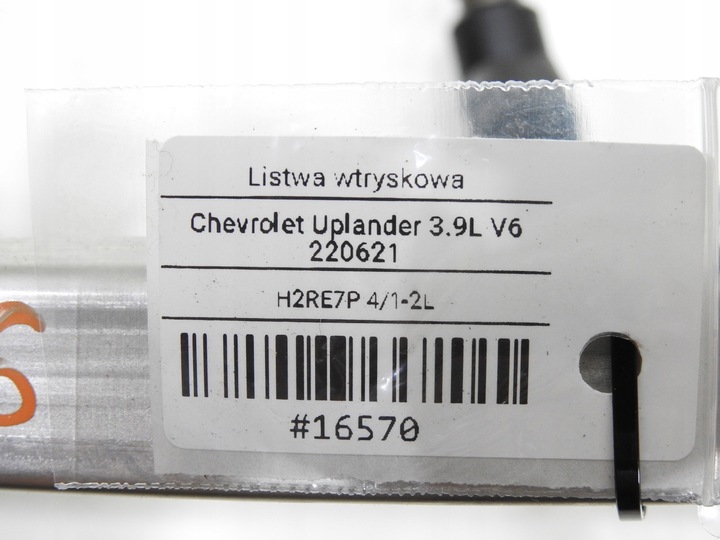 Listwa wtryskowa
Chevrolet Uplander 3.9L V6
220621
H2RE7P 4/1-2L
#16570